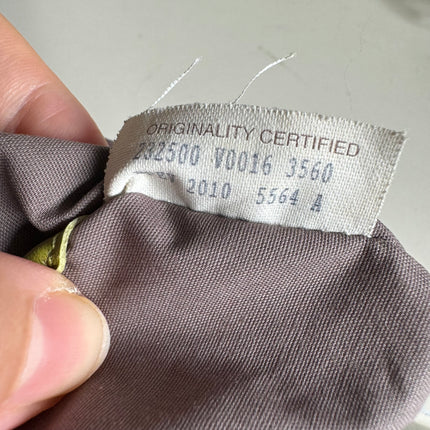 ORIGINALITY CERTIFIED
232500 V0016 3560
2010 5564 A